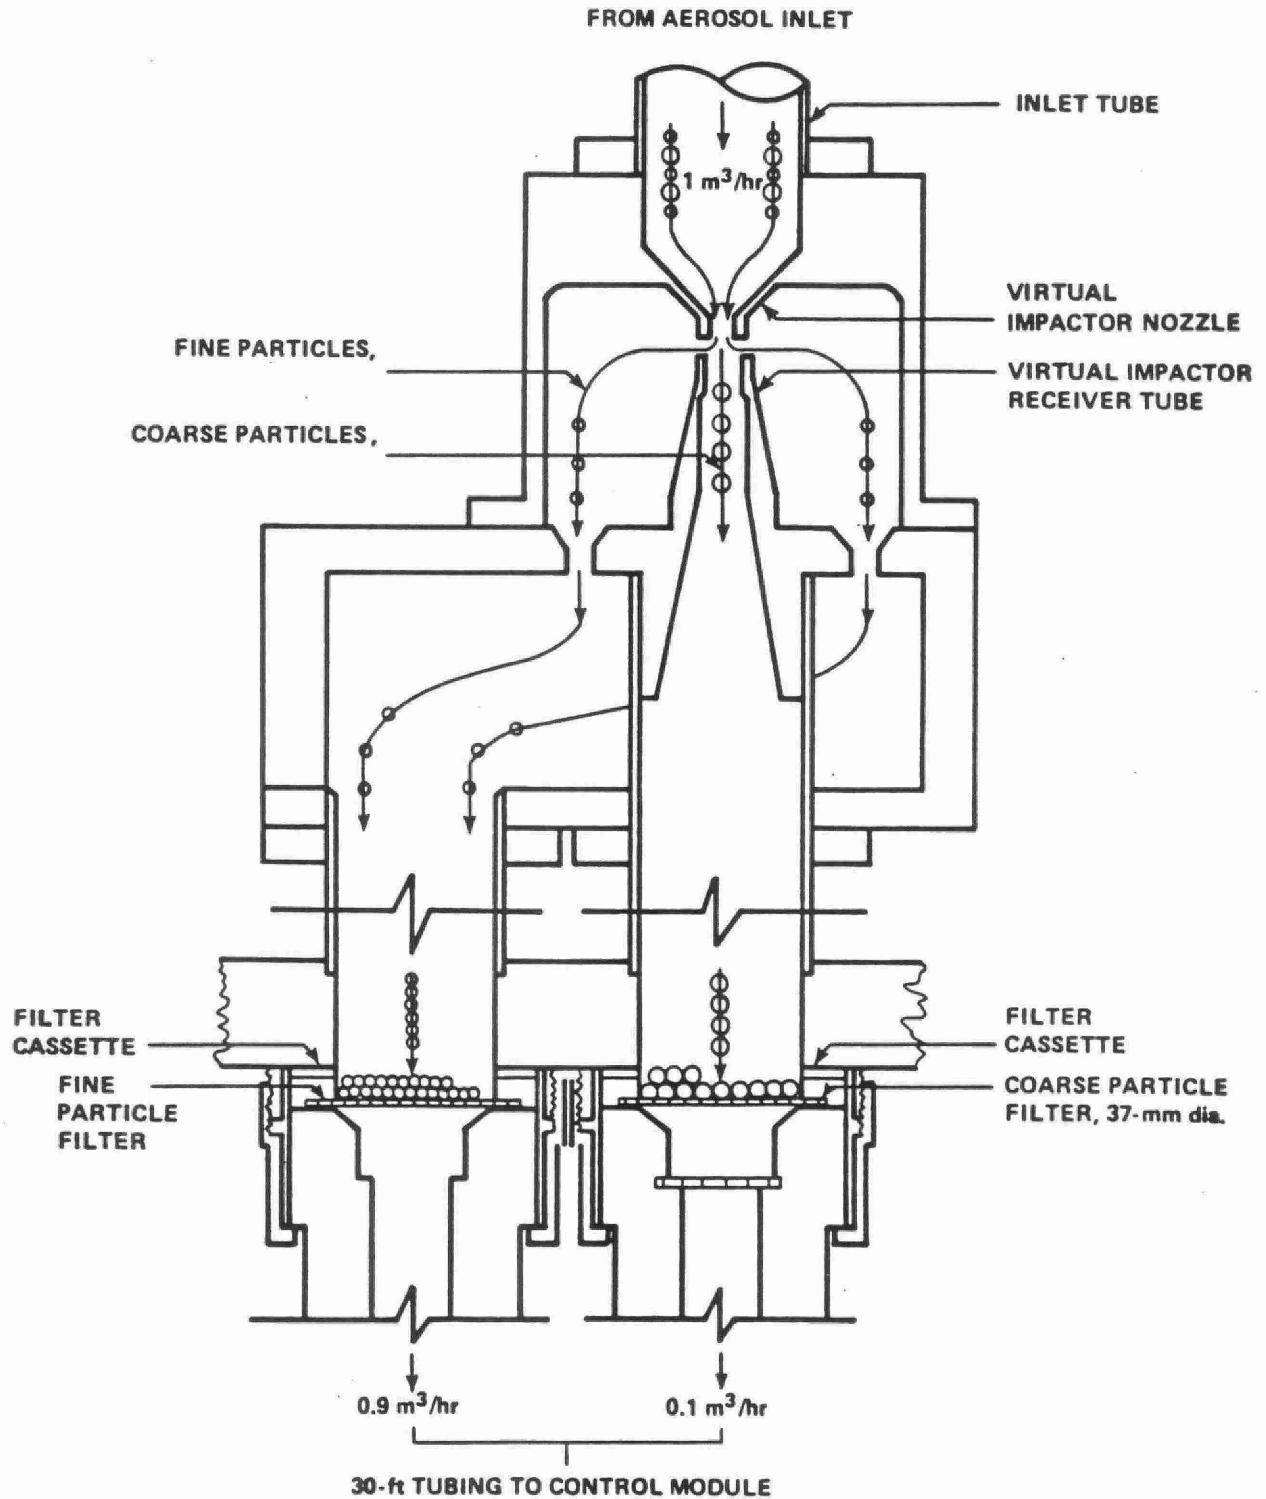 FROM AEROSOL INLET
INLET TUBE
1 m³/hr
VIRTUAL
IMPACTOR NOZZLE
FINE PARTICLES,
VIRTUAL IMPACTOR
RECEIVER TUBE
COARSE PARTICLES,
FILTER
CASSETTE
FINE
PARTICLE
FILTER
FILTER
CASSETTE
COARSE PARTICLE
FILTER, 37-mm dia.
0.9 m³/hr
0.1 m³/hr
30-ft TUBING TO CONTROL MODULE